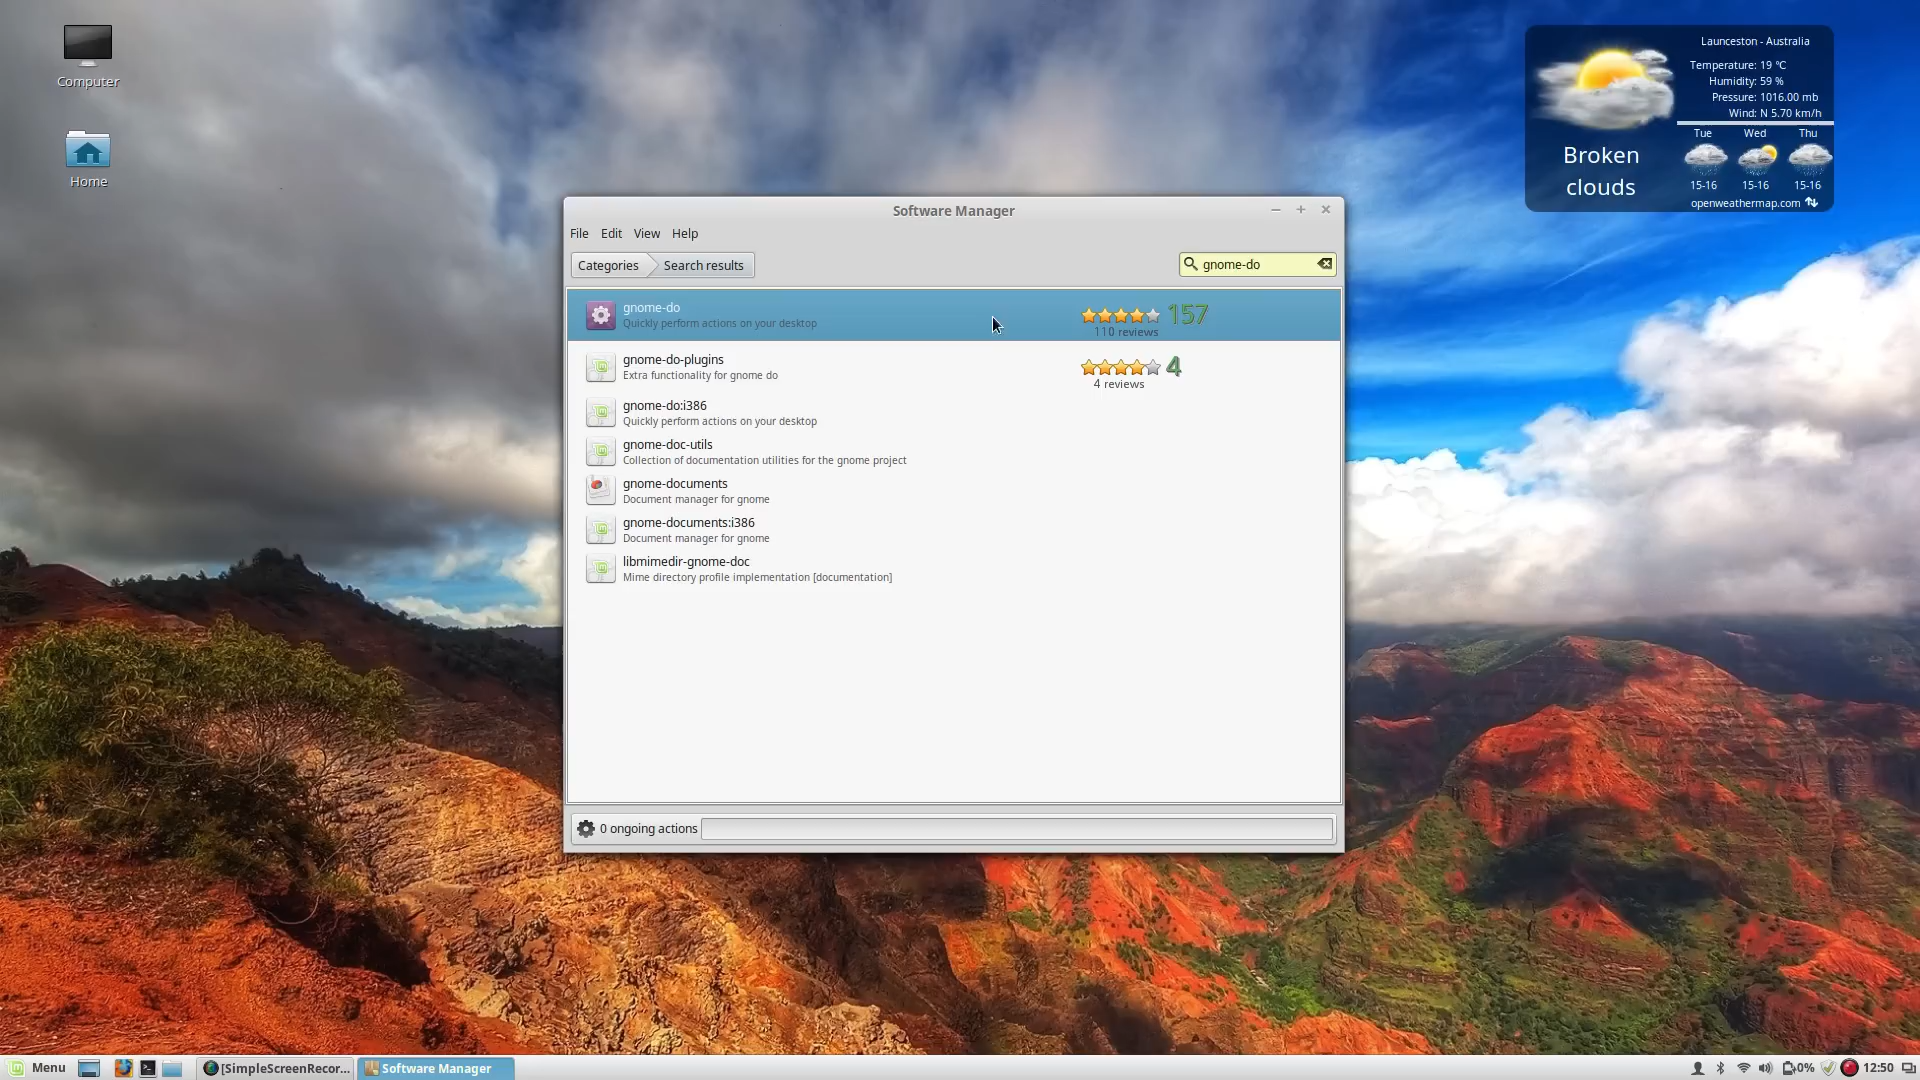 Computer
Home
Launceston - Australia
Temperature: 19 °C
Humidity: 59 %
Pressure: 1016.00 mb
Wind: N 5.70 km/h
Broken
clouds
Tue Wed Thu
15-16 15-16 15-16
openweathermap.com
Software Manager
File Edit View Help
Categories Search results gnome-do
gnome-do
Quickly perform actions on your desktop
157
110 reviews
gnome-do-plugins
Extra functionality for gnome do
4
4 reviews
gnome-do:i386
Quickly perform actions on your desktop
gnome-doc-utils
Collection of documentation utilities for the gnome project
gnome-documents
Document manager for gnome
gnome-documents:i386
Document manager for gnome
libmimedir-gnome-doc
Mime directory profile implementation [documentation]
0 ongoing actions
Menu [SimpleScreenRecor... Software Manager 0% 12:50